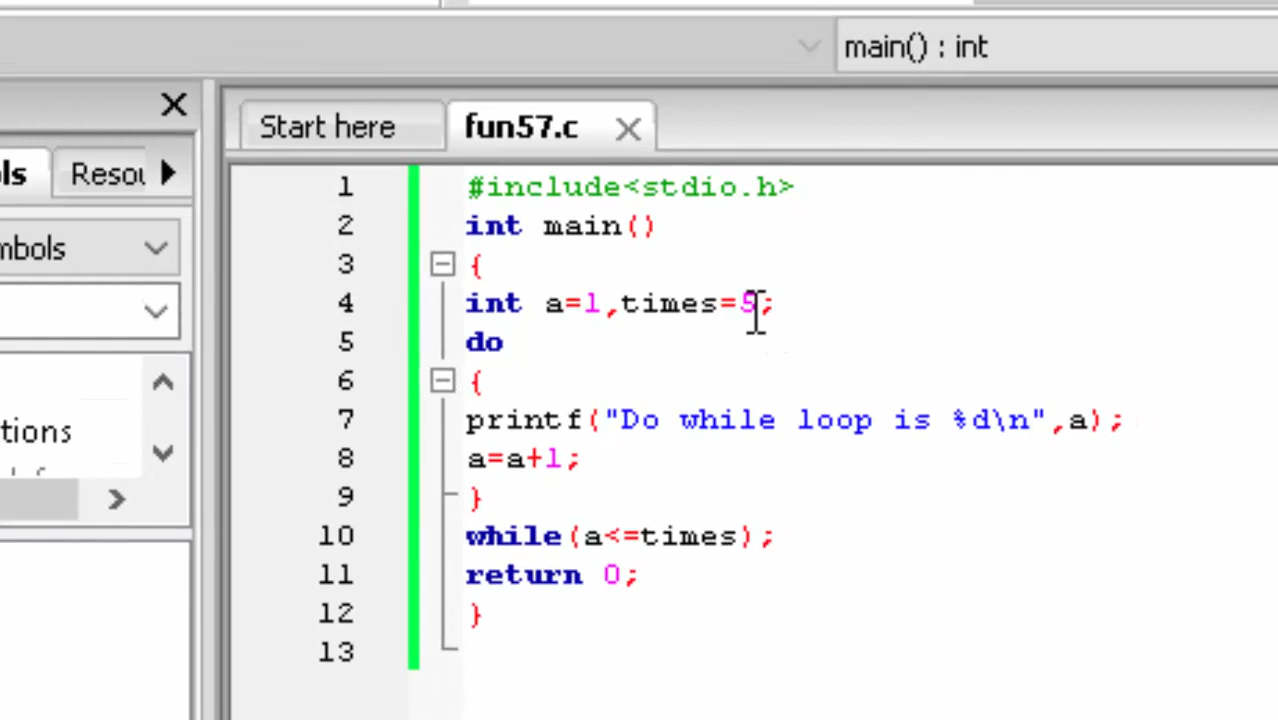 main() : int
Start here fun57.c
ls Resou
mbols
tions
1 #include<stdio.h>
2 int main()
3 {
4 int a=1,times=5;
5 do
6 {
7 printf("Do while loop is %d\n",a);
8 a=a+1;
9 }
10 while(a<=times);
11 return 0;
12 }
13